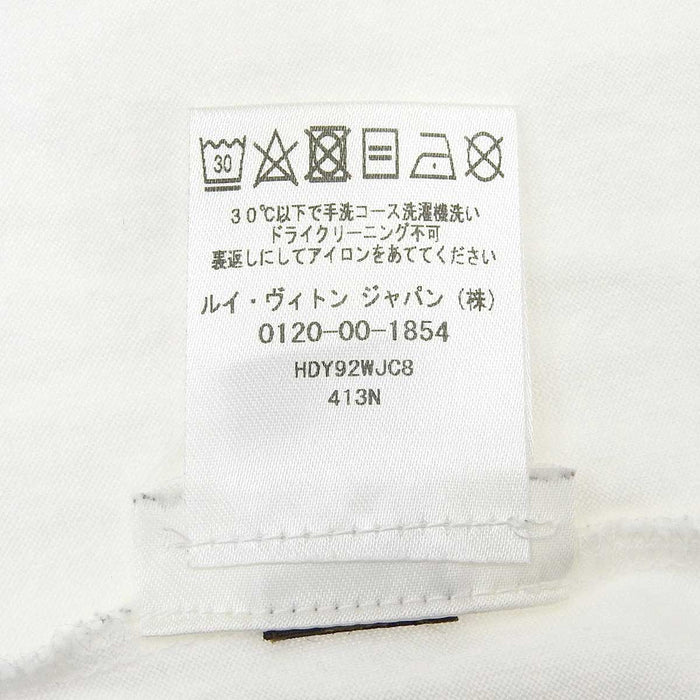 30
30℃以下で手洗コース洗濯機洗い
ドライクリーニング不可
裏返しにしてアイロンをあててください
ルイ・ヴィトン ジャパン (株)
0120-00-1854
HDY92WJC8
413N